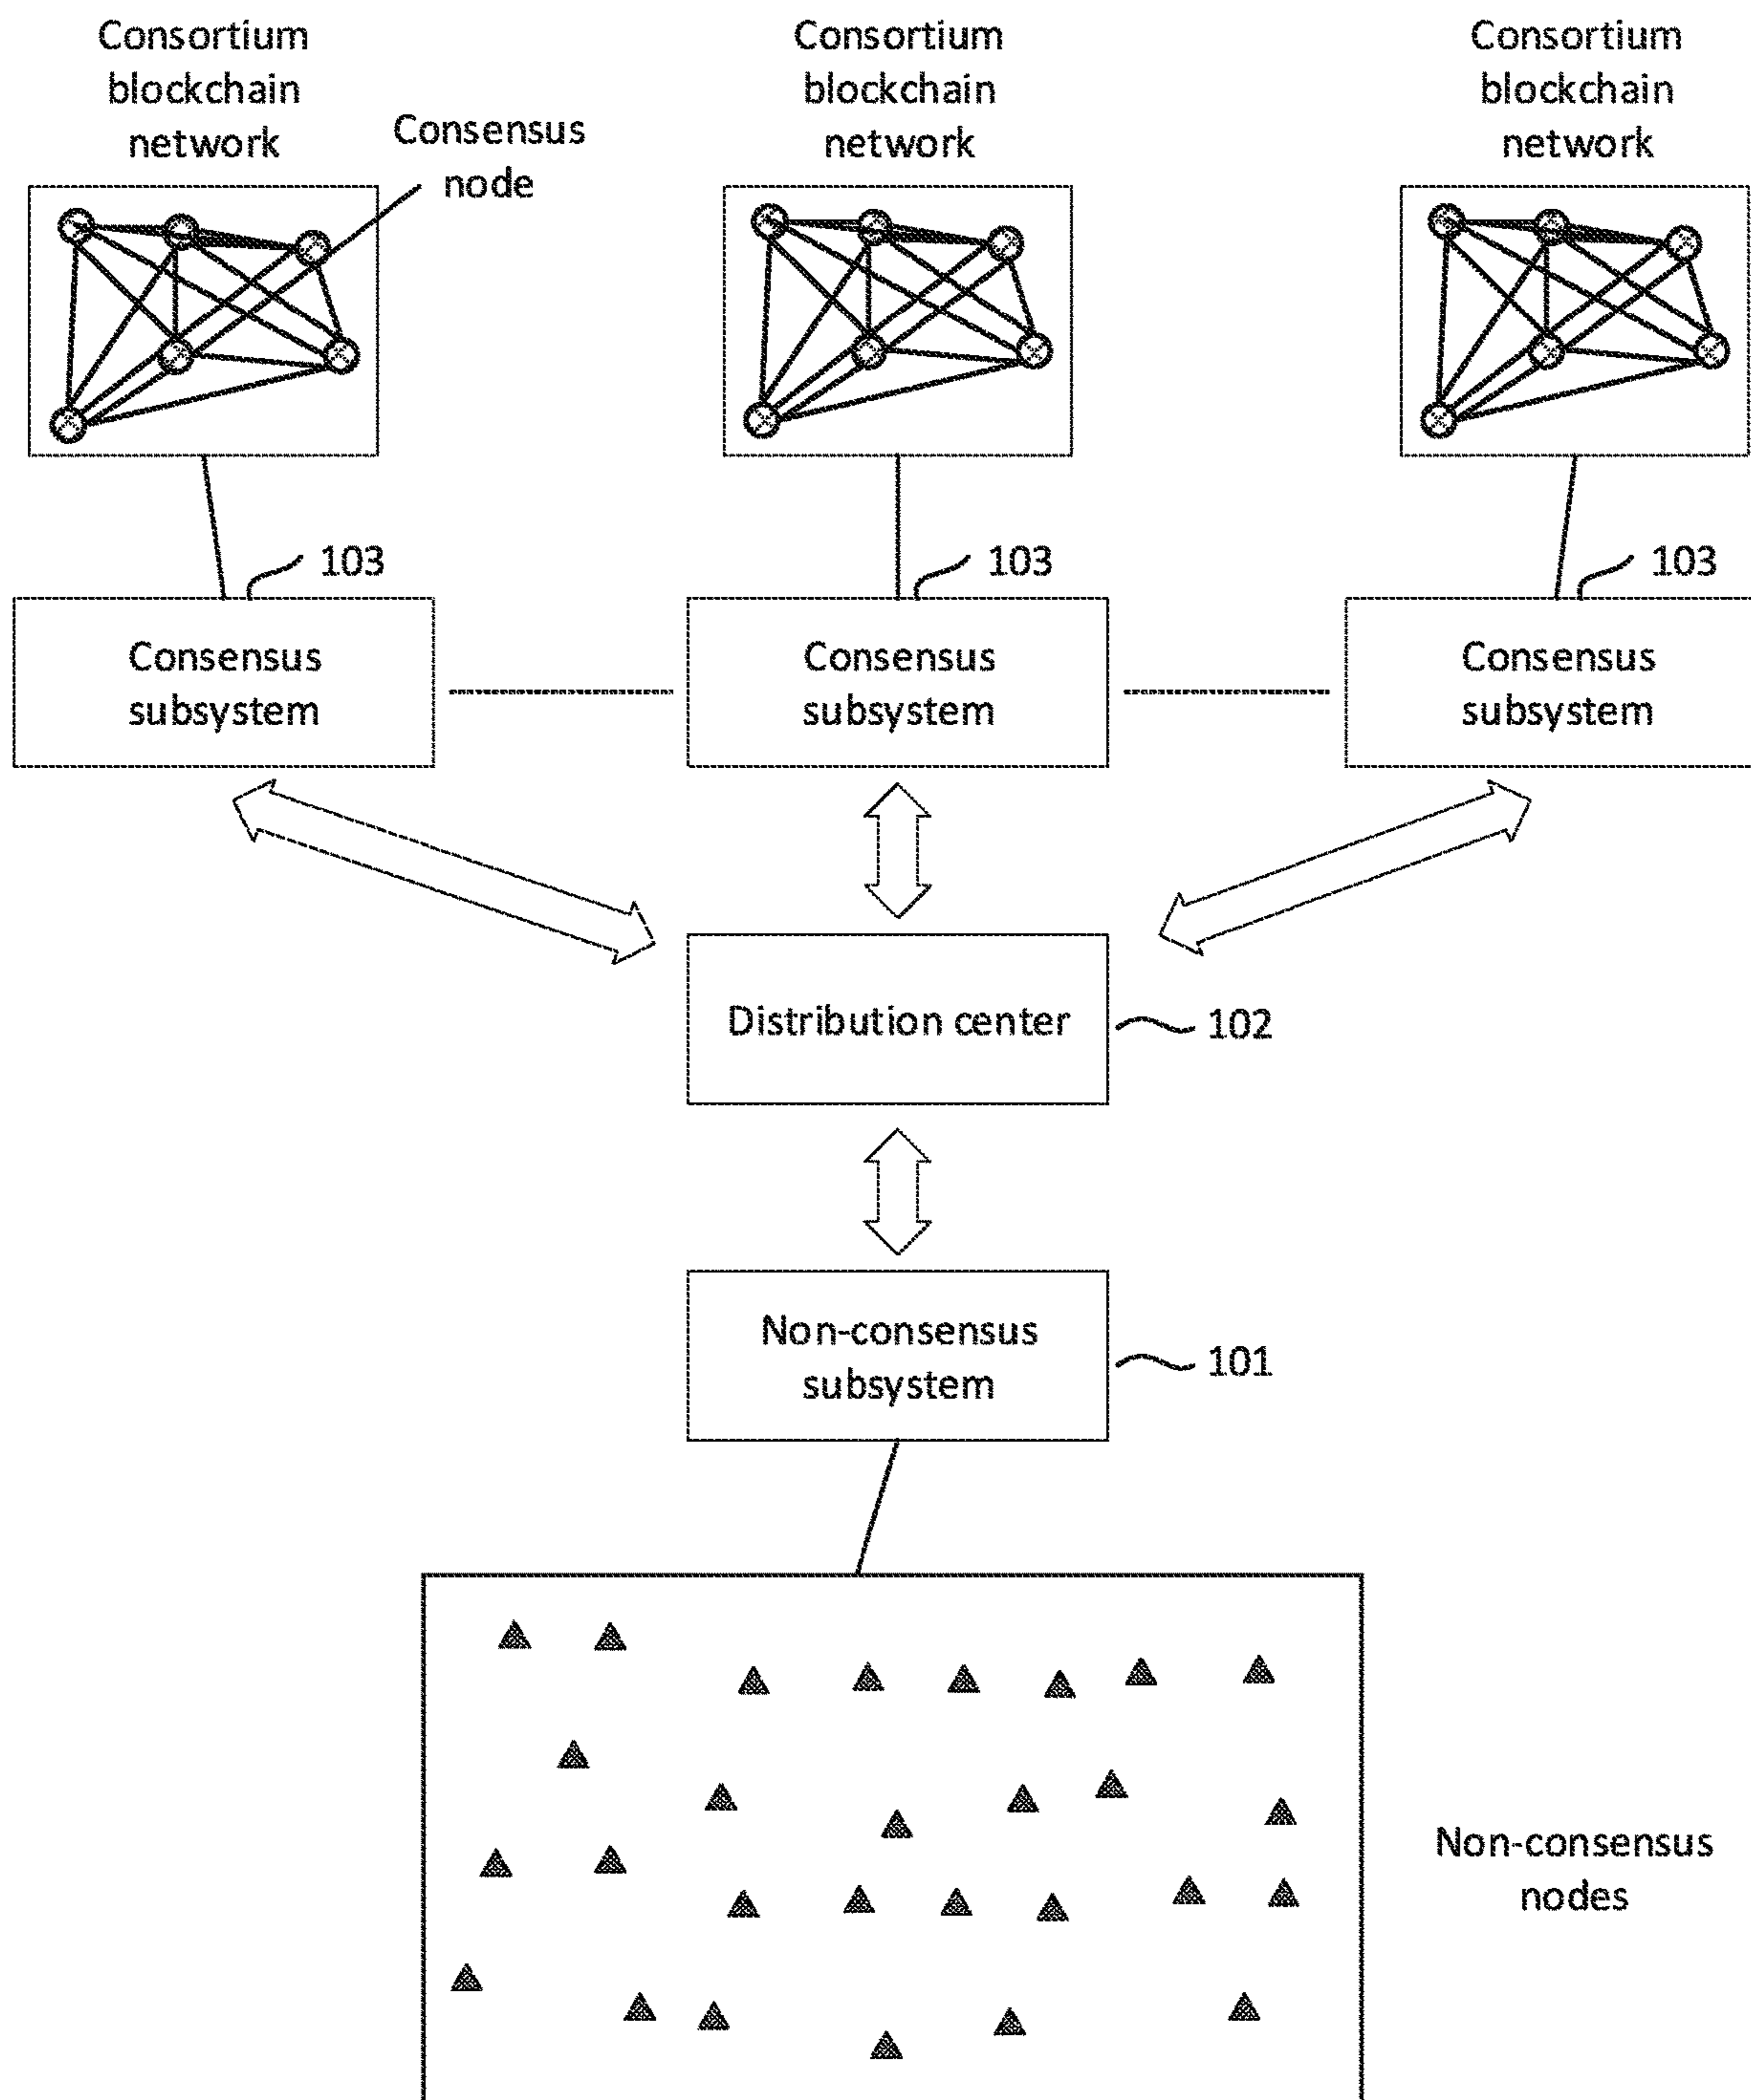 Consortium
blockchain
network
Consensus
node
Consortium
blockchain
network
Consortium
blockchain
network
103
103
103
Consensus
subsystem
Consensus
subsystem
Consensus
subsystem
Distribution center
102
Non-consensus
subsystem
101
Non-consensus
nodes